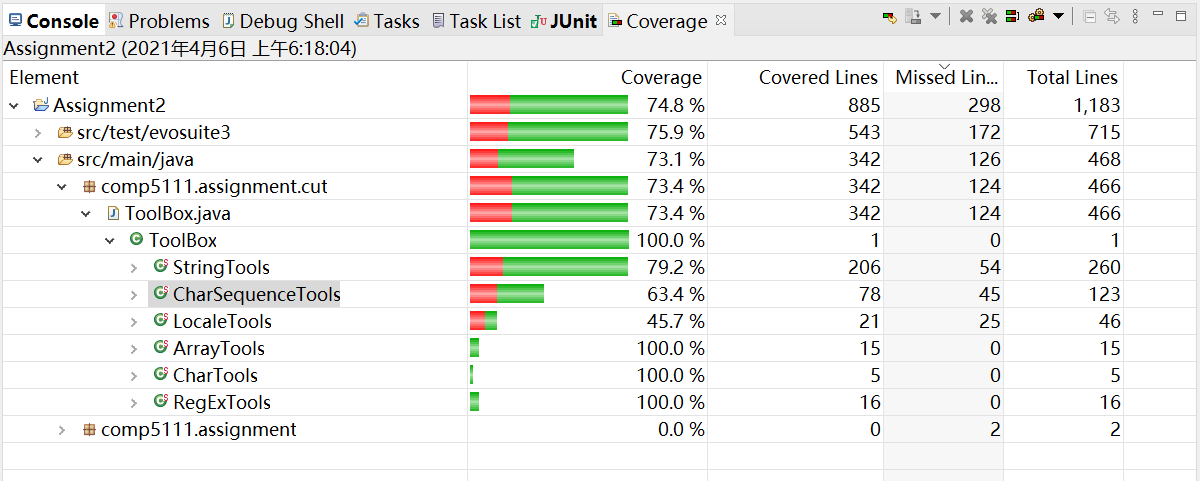 Console Problems Debug Shell Tasks Task List JUnit Coverage
Assignment2 (2021年4月6日 上午6:18:04)
Element Coverage Covered Lines Missed Lin... Total Lines
Assignment2 74.8 % 885 298 1,183
src/test/evosuite3 75.9 % 543 172 715
src/main/java 73.1 % 342 126 468
comp5111.assignment.cut 73.4 % 342 124 466
ToolBox.java 73.4 % 342 124 466
ToolBox 100.0 % 1 0 1
StringTools 79.2 % 206 54 260
CharSequenceTools 63.4 % 78 45 123
LocaleTools 45.7 % 21 25 46
ArrayTools 100.0 % 15 0 15
CharTools 100.0 % 5 0 5
RegExTools 100.0 % 16 0 16
comp5111.assignment 0.0 % 0 2 2